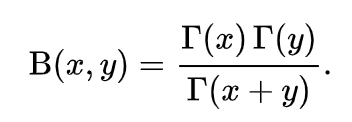 B(x, y) = Γ(x) Γ(y) / Γ(x + y).